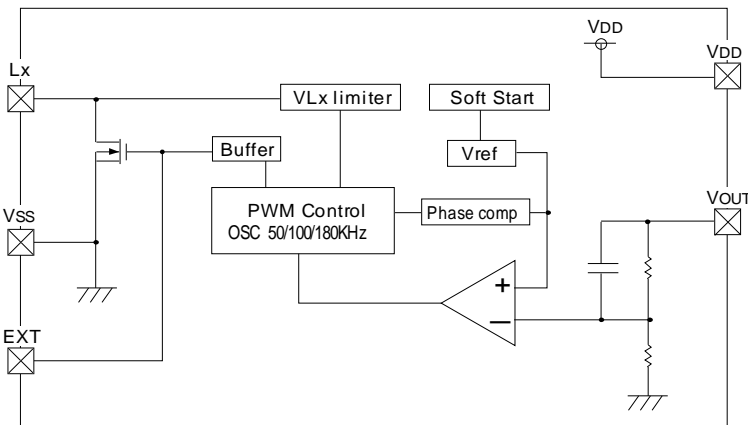 VDD
VDD
Lx
VLx limiter
Soft Start
Buffer
Vref
VSS
PWM Control
OSC 50/100/180KHz
Phase comp
VOUT
+
−
EXT